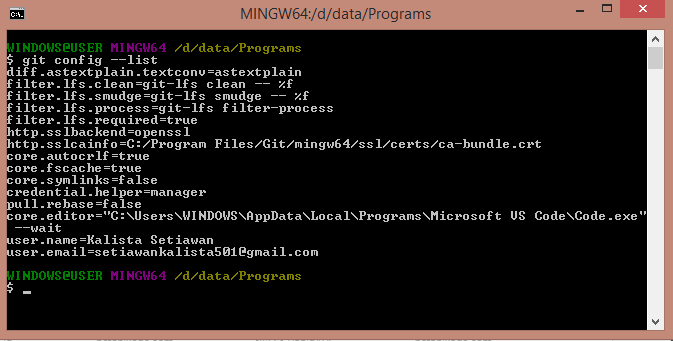 MINGW64:/d/data/Programs
WINDOWS@USER MINGW64 /d/data/Programs
$ git config --list
diff.astextplain.textconv=astextplain
filter.lfs.clean=git-lfs clean -- %f
filter.lfs.smudge=git-lfs smudge -- %f
filter.lfs.process=git-lfs filter-process
filter.lfs.required=true
http.sslbackend=openssl
http.sslcainfo=C:/Program Files/Git/mingw64/ssl/certs/ca-bundle.crt
core.autocrlf=true
core.fscache=true
core.symlinks=false
credential.helper=manager
pull.rebase=false
core.editor="C:\Users\WINDOWS\AppData\Local\Programs\Microsoft VS Code\Code.exe"
--wait
user.name=Kalista Setiawan
user.email=setiawankalista501@gmail.com
WINDOWS@USER MINGW64 /d/data/Programs
$